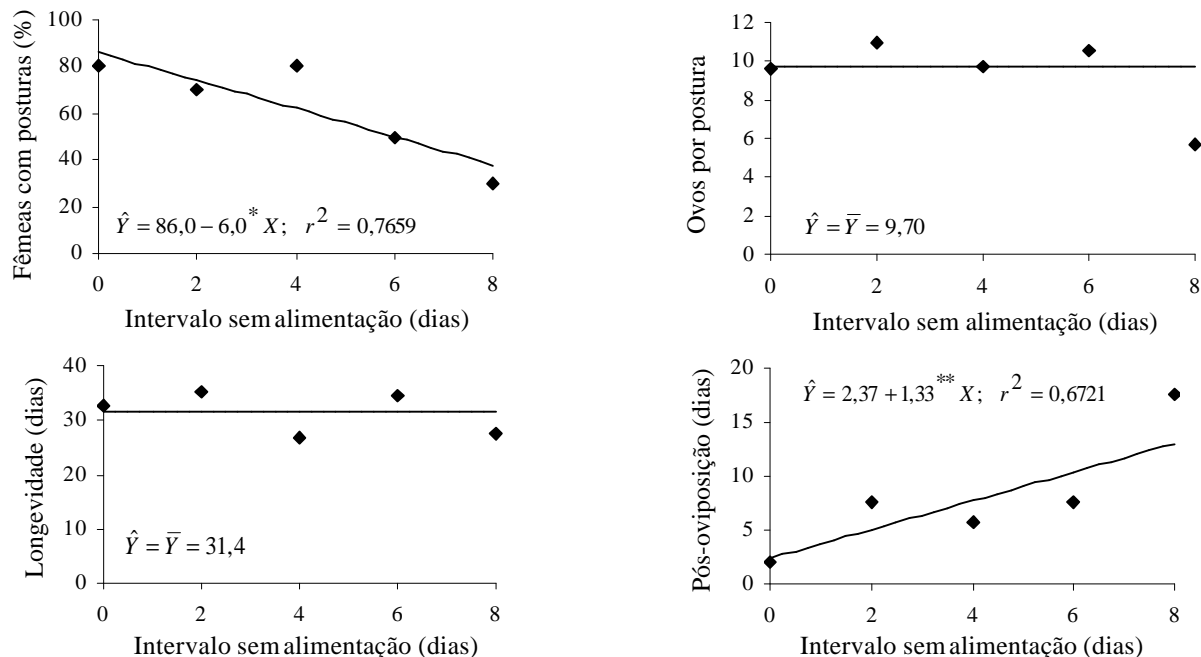 Fêmeas com posturas (%)
100
80
60
40
20
0
Ŷ = 86,0 – 6,0* X; r² = 0,7659
0 2 4 6 8
Intervalo sem alimentação (dias)
Ovos por postura
12
10
8
6
4
2
0
Ŷ = Y̅ = 9,70
0 2 4 6 8
Intervalo sem alimentação (dias)
Longevidade (dias)
40
30
20
10
0
Ŷ = Y̅ = 31,4
0 2 4 6 8
Intervalo sem alimentação (dias)
Pós-oviposição (dias)
20
15
10
5
0
Ŷ = 2,37 + 1,33** X; r² = 0,6721
0 2 4 6 8
Intervalo sem alimentação (dias)